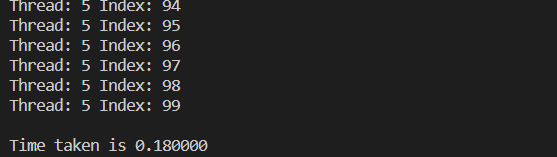 Thread: 5 Index: 94
Thread: 5 Index: 95
Thread: 5 Index: 96
Thread: 5 Index: 97
Thread: 5 Index: 98
Thread: 5 Index: 99
Time taken is 0.180000